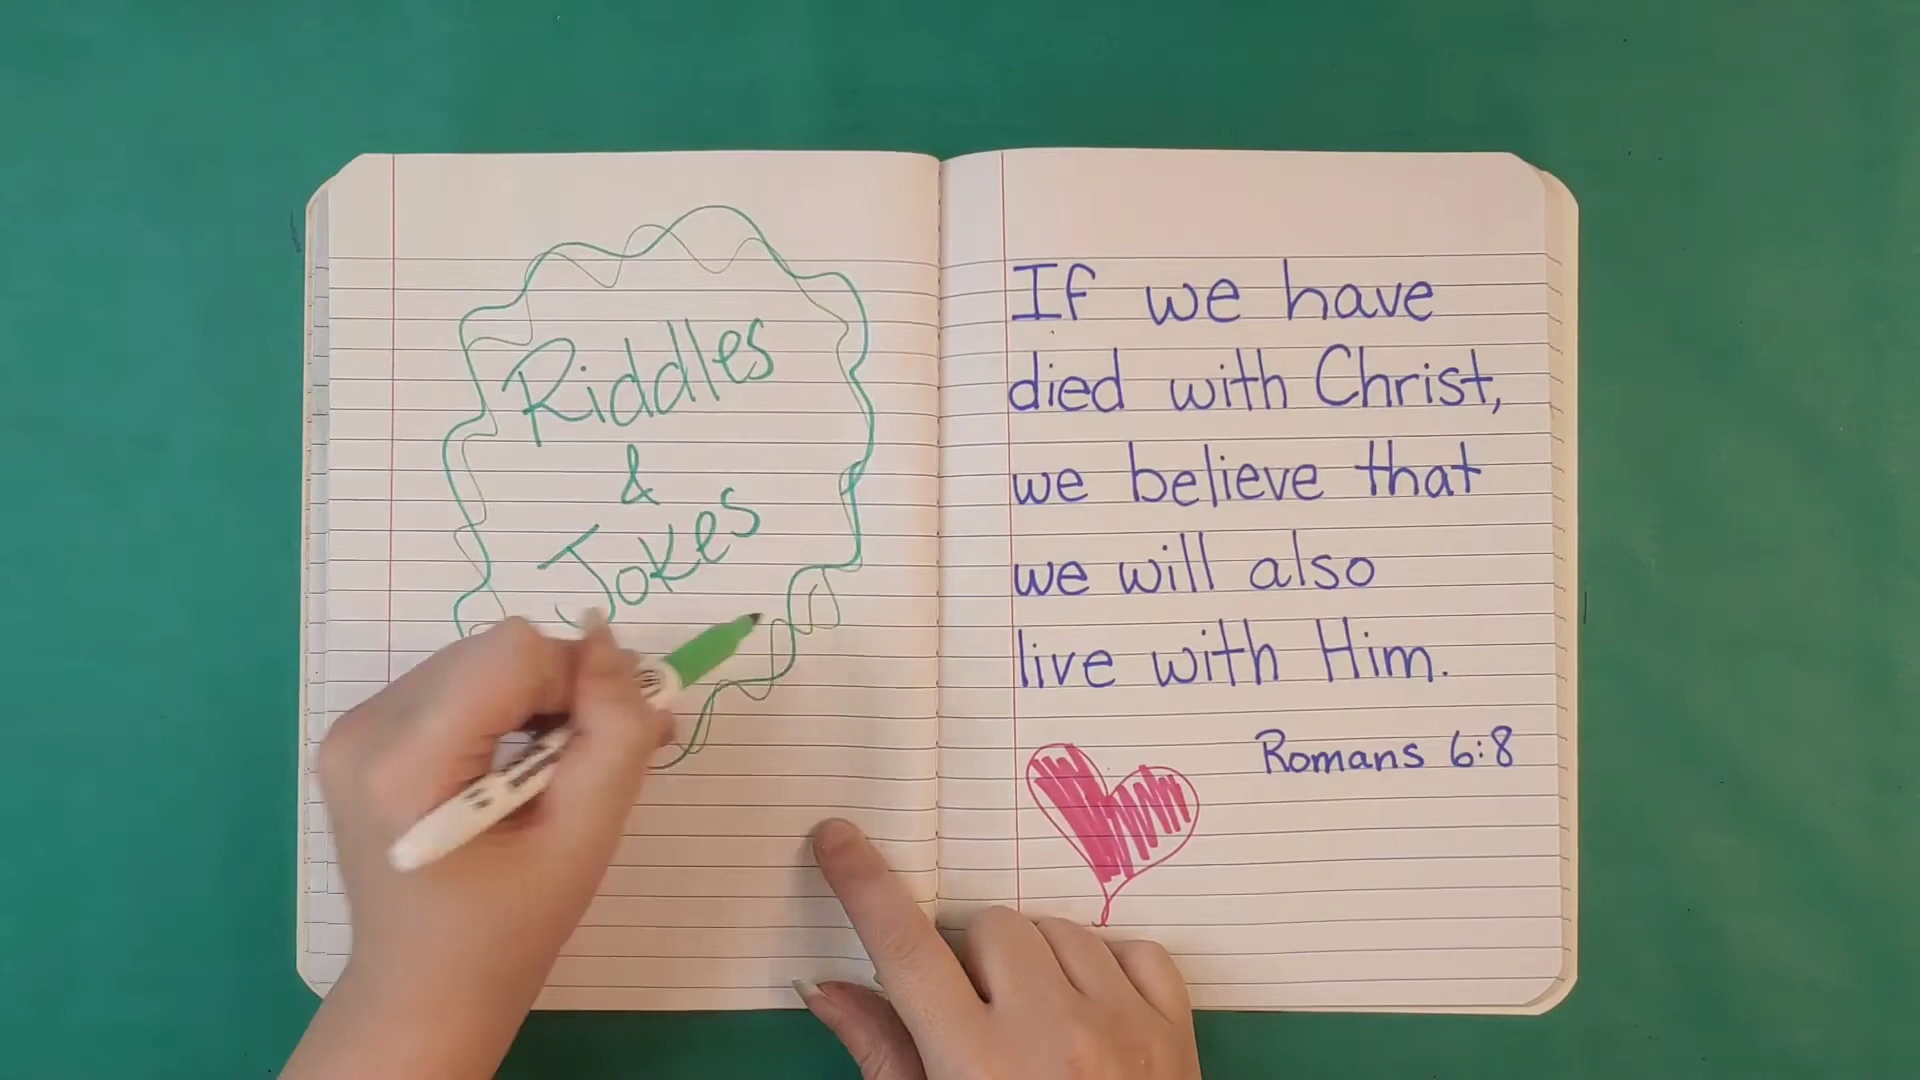 Riddles
&
Jokes
If we have
died with Christ,
we believe that
we will also
live with Him.
Romans 6:8